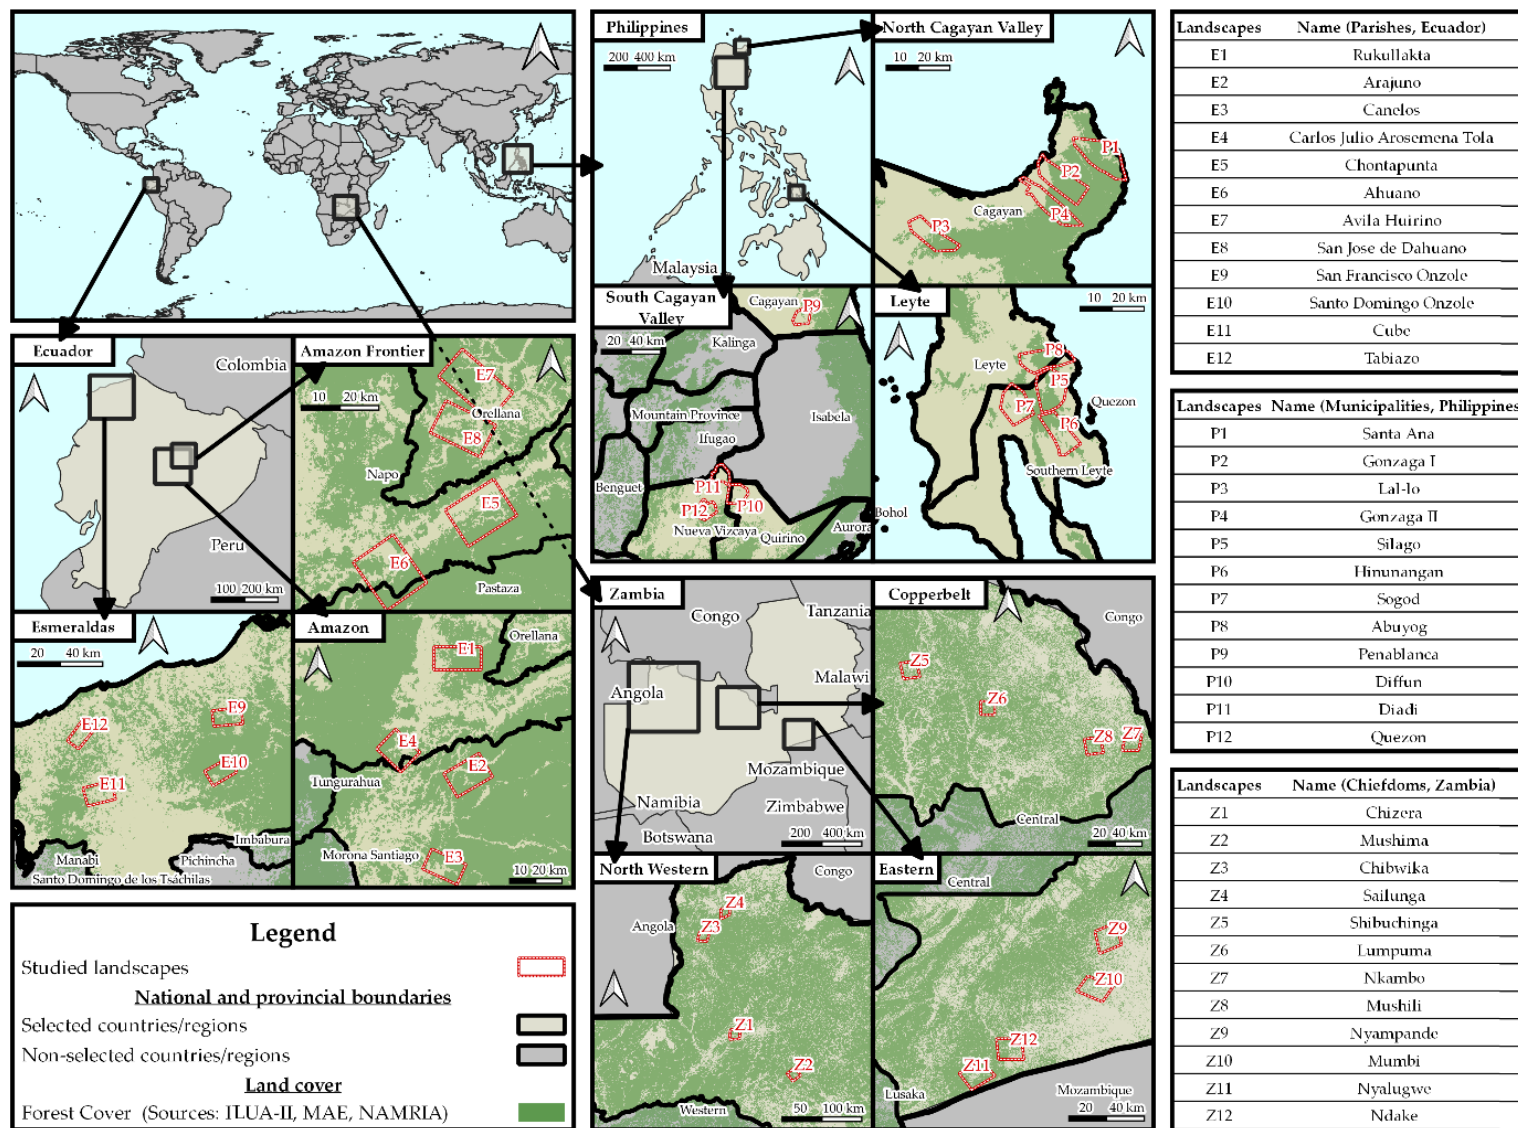 Philippines
200 400 km
Malaysia
North Cagayan Valley
10 20 km
P1
P2
P4
P3
Cagayan
South Cagayan
Valley
20 40 km
Cagayan
P9
Kalinga
Mountain Province
Ifugao
Isabela
Benguet
P11
P12
P10
Nueva Vizcaya
Quirino
Aurora
Leyte
10 20 km
Leyte
P8
P5
P7
P6
Quezon
Southern Leyte
Bohol
Ecuador
Colombia
Peru
100 200 km
Amazon Frontier
10 20 km
E7
Orellana
E8
Napo
E5
E6
Pastaza
Esmeraldas
20 40 km
E12
E9
E10
E11
Imbabura
Manabi
Pichincha
Santo Domingo de los Tsáchilas
Amazon
E1
Orellana
E4
E2
Tungurahua
Morona Santiago
E3
10 20 km
Zambia
Congo
Tanzania
Angola
Malawi
Mozambique
Namibia
Zimbabwe
Botswana
200 400 km
Copperbelt
Congo
Z5
Z6
Z8
Z7
Central
20 40 km
North Western
Congo
Angola
Z4
Z3
Z1
Z2
Western
50 100 km
Eastern
Central
Z9
Z10
Z12
Z11
Lusaka
Mozambique
20 40 km
Legend
Studied landscapes
National and provincial boundaries
Selected countries/regions
Non-selected countries/regions
Land cover
Forest Cover (Sources: ILUA-II, MAE, NAMRIA)
Landscapes Name (Parishes, Ecuador)
E1 Rukullakta
E2 Arajuno
E3 Canelos
E4 Carlos Julio Arosemena Tola
E5 Chontapunta
E6 Ahuano
E7 Avila Huirino
E8 San Jose de Dahuano
E9 San Francisco Onzole
E10 Santo Domingo Onzole
E11 Cube
E12 Tabiazo
Landscapes Name (Municipalities, Philippines
P1 Santa Ana
P2 Gonzaga I
P3 Lal-lo
P4 Gonzaga II
P5 Silago
P6 Hinunangan
P7 Sogod
P8 Abuyog
P9 Penablanca
P10 Diffun
P11 Diadi
P12 Quezon
Landscapes Name (Chiefdoms, Zambia)
Z1 Chizera
Z2 Mushima
Z3 Chibwika
Z4 Sailunga
Z5 Shibuchinga
Z6 Lumpuma
Z7 Nkambo
Z8 Mushili
Z9 Nyampande
Z10 Mumbi
Z11 Nyalugwe
Z12 Ndake